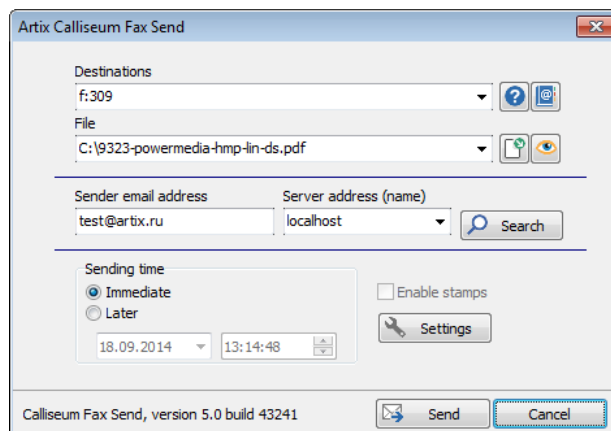 Artix Calliseum Fax Send
Destinations
f:309
File
C:\9323-powermedia-hmp-lin-ds.pdf
Sender email address Server address (name)
test@artix.ru localhost Search
Sending time
Immediate Enable stamps
Later Settings
18.09.2014 13:14:48
Calliseum Fax Send, version 5.0 build 43241 Send Cancel